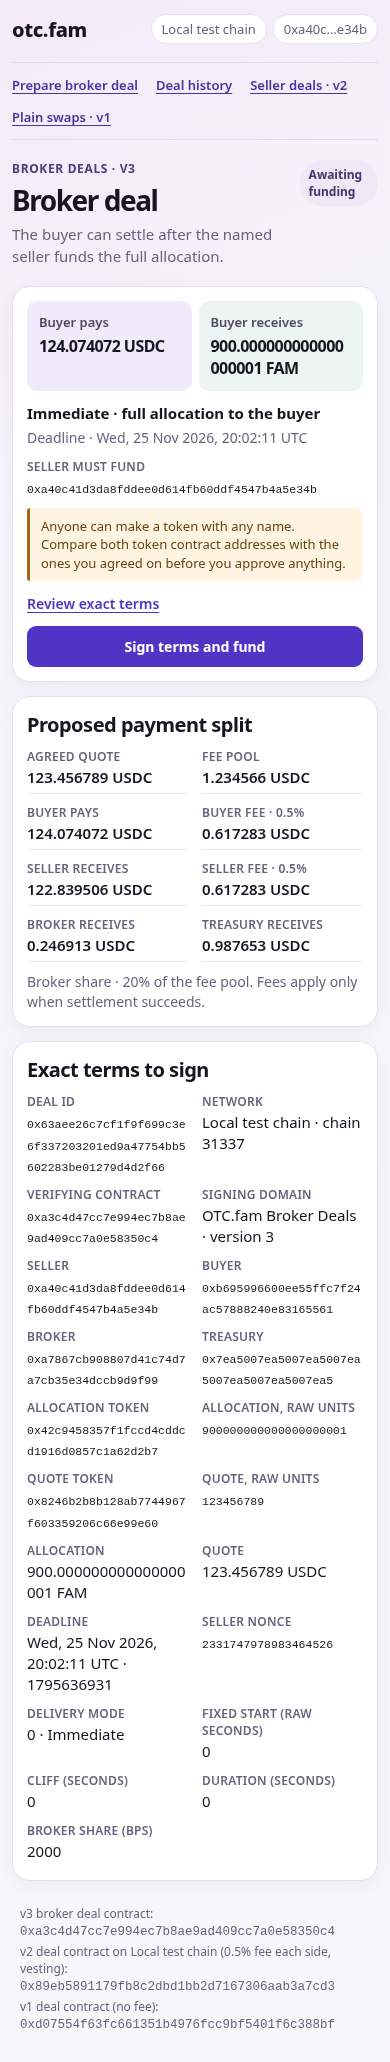 otc.fam
Local test chain
0xa40c…e34b
Prepare broker deal
Deal history
Seller deals · v2
Plain swaps · v1
BROKER DEALS · V3
Broker deal
Awaiting
funding
The buyer can settle after the named
seller funds the full allocation.
Buyer pays
124.074072 USDC
Buyer receives
900.000000000000
000001 FAM
Immediate · full allocation to the buyer
Deadline · Wed, 25 Nov 2026, 20:02:11 UTC
SELLER MUST FUND
0xa40c41d3da8fddee0d614fb60ddf4547b4a5e34b
Anyone can make a token with any name.
Compare both token contract addresses with the
ones you agreed on before you approve anything.
Review exact terms
Sign terms and fund
Proposed payment split
AGREED QUOTE
123.456789 USDC
FEE POOL
1.234566 USDC
BUYER PAYS
124.074072 USDC
BUYER FEE · 0.5%
0.617283 USDC
SELLER RECEIVES
122.839506 USDC
SELLER FEE · 0.5%
0.617283 USDC
BROKER RECEIVES
0.246913 USDC
TREASURY RECEIVES
0.987653 USDC
Broker share · 20% of the fee pool. Fees apply only
when settlement succeeds.
Exact terms to sign
DEAL ID
0x63aee26c7cf1f9f699c3e
6f337203201ed9a47754bb5
602283be01279d4d2f66
NETWORK
Local test chain · chain
31337
VERIFYING CONTRACT
0xa3c4d47cc7e994ec7b8ae
9ad409cc7a0e58350c4
SIGNING DOMAIN
OTC.fam Broker Deals
· version 3
SELLER
0xa40c41d3da8fddee0d614
fb60ddf4547b4a5e34b
BUYER
0xb695996600ee55ffc7f24
ac57888240e83165561
BROKER
0xa7867cb908807d41c74d7
a7cb35e34dccb9d9f99
TREASURY
0x7ea5007ea5007ea5007ea
5007ea5007ea5007ea5
ALLOCATION TOKEN
0x42c9458357f1fccd4cddc
d1916d0857c1a62d2b7
ALLOCATION, RAW UNITS
900000000000000000001
QUOTE TOKEN
0x8246b2b8b128ab7744967
f603359206c66e99e60
QUOTE, RAW UNITS
123456789
ALLOCATION
900.000000000000000
001 FAM
QUOTE
123.456789 USDC
DEADLINE
Wed, 25 Nov 2026,
20:02:11 UTC ·
1795636931
SELLER NONCE
2331747978983464526
DELIVERY MODE
0 · Immediate
FIXED START (RAW
SECONDS)
0
CLIFF (SECONDS)
0
DURATION (SECONDS)
0
BROKER SHARE (BPS)
2000
v3 broker deal contract:
0xa3c4d47cc7e994ec7b8ae9ad409cc7a0e58350c4
v2 deal contract on Local test chain (0.5% fee each side,
vesting):
0x89eb5891179fb8c2dbd1bb2d7167306aab3a7cd3
v1 deal contract (no fee):
0xd07554f63fc661351b4976fcc9bf5401f6c388bf